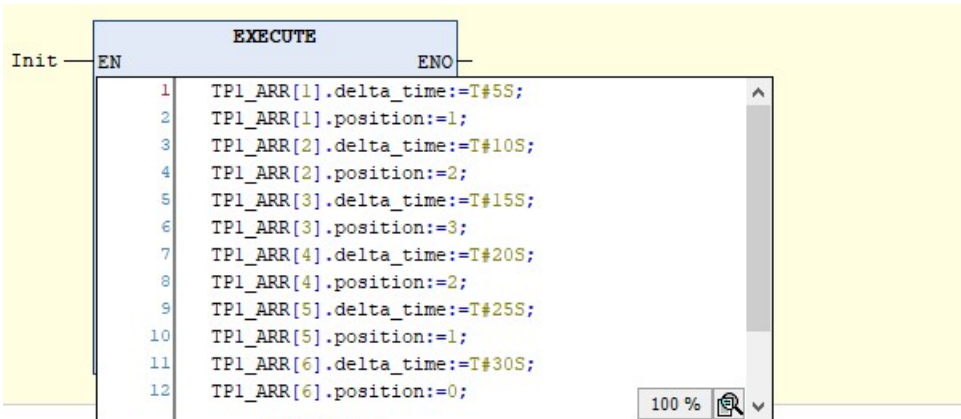 EXECUTE
Init EN ENO
1 TP1_ARR[1].delta_time:=T#5S;
2 TP1_ARR[1].position:=1;
3 TP1_ARR[2].delta_time:=T#10S;
4 TP1_ARR[2].position:=2;
5 TP1_ARR[3].delta_time:=T#15S;
6 TP1_ARR[3].position:=3;
7 TP1_ARR[4].delta_time:=T#20S;
8 TP1_ARR[4].position:=2;
9 TP1_ARR[5].delta_time:=T#25S;
10 TP1_ARR[5].position:=1;
11 TP1_ARR[6].delta_time:=T#30S;
12 TP1_ARR[6].position:=0;
100 %